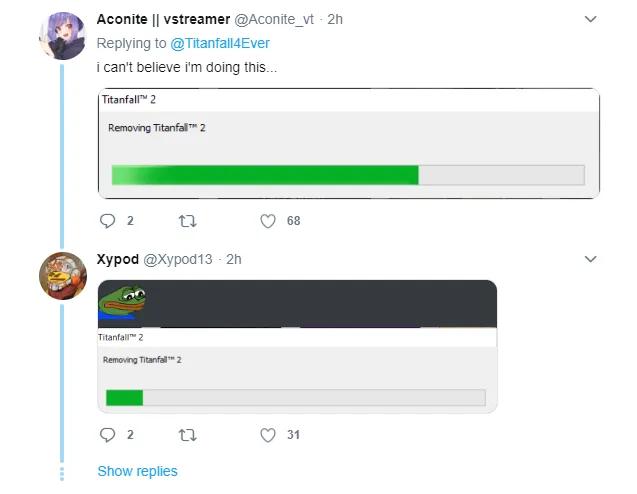 Aconite || vstreamer @Aconite_vt · 2h
Replying to @Titanfall4Ever
i can't believe i'm doing this...
Titanfall™ 2
Removing Titanfall™ 2
2 68
Xypod @Xypod13 · 2h
Titanfall™ 2
Removing Titanfall™ 2
2 31
Show replies